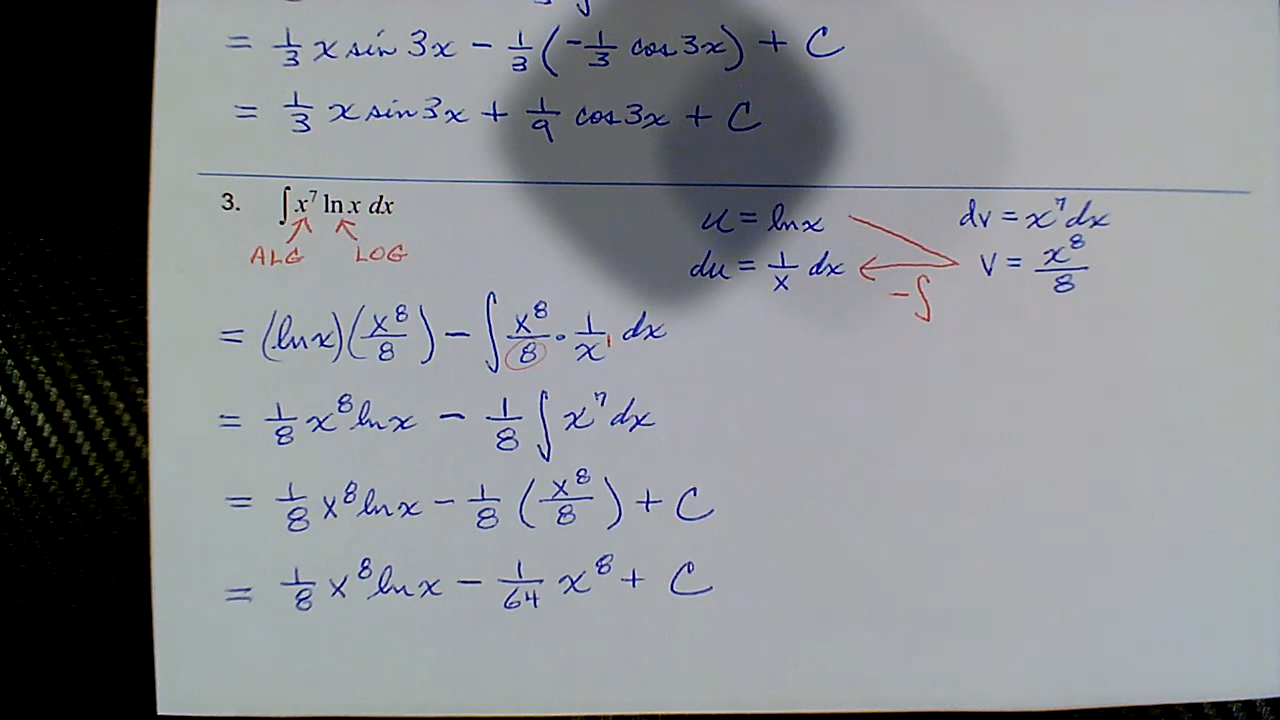 = 1/3 x sin 3x - 1/3 (-1/3 cos 3x) + C
= 1/3 x sin 3x + 1/9 cos 3x + C
3. ∫ x⁷ ln x dx
ALG LOG
u = ln x dv = x⁷ dx
du = 1/x dx v = x⁸/8
-∫
= (ln x)(x⁸/8) - ∫ x⁸/8 · 1/x dx
= 1/8 x⁸ ln x - 1/8 ∫ x⁷ dx
= 1/8 x⁸ ln x - 1/8 (x⁸/8) + C
= 1/8 x⁸ ln x - 1/64 x⁸ + C